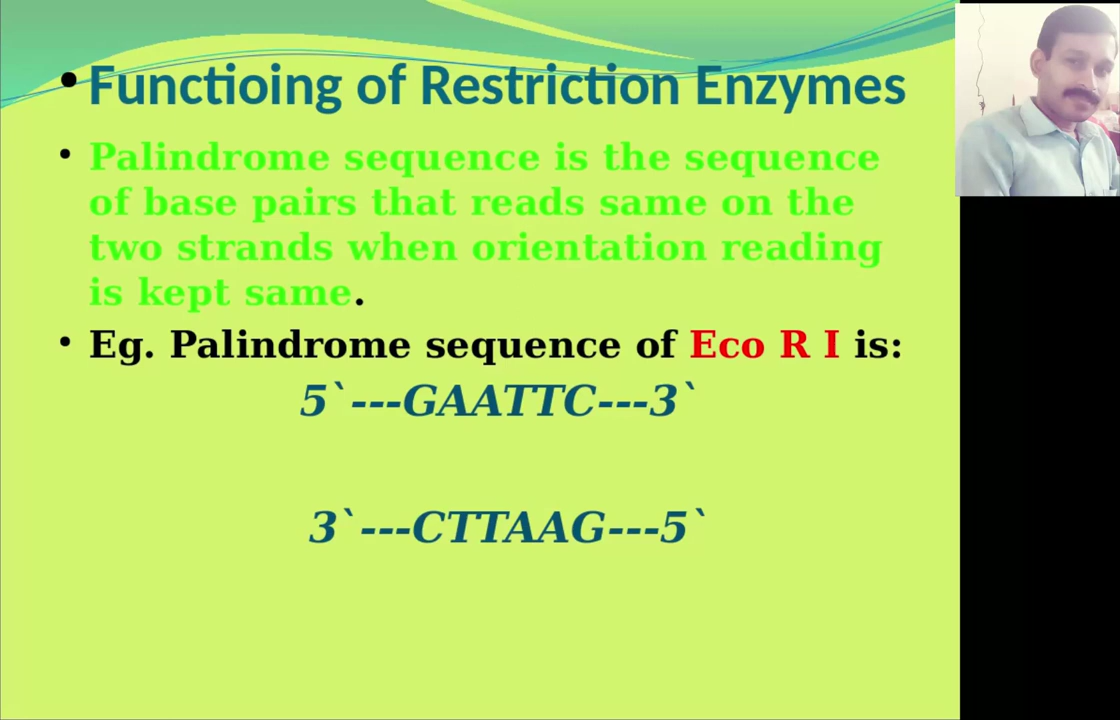 • Functioing of Restriction Enzymes
• Palindrome sequence is the sequence
of base pairs that reads same on the
two strands when orientation reading
is kept same.
• Eg. Palindrome sequence of Eco R I is:
5`---GAATTC---3`
3`---CTTAAG---5`